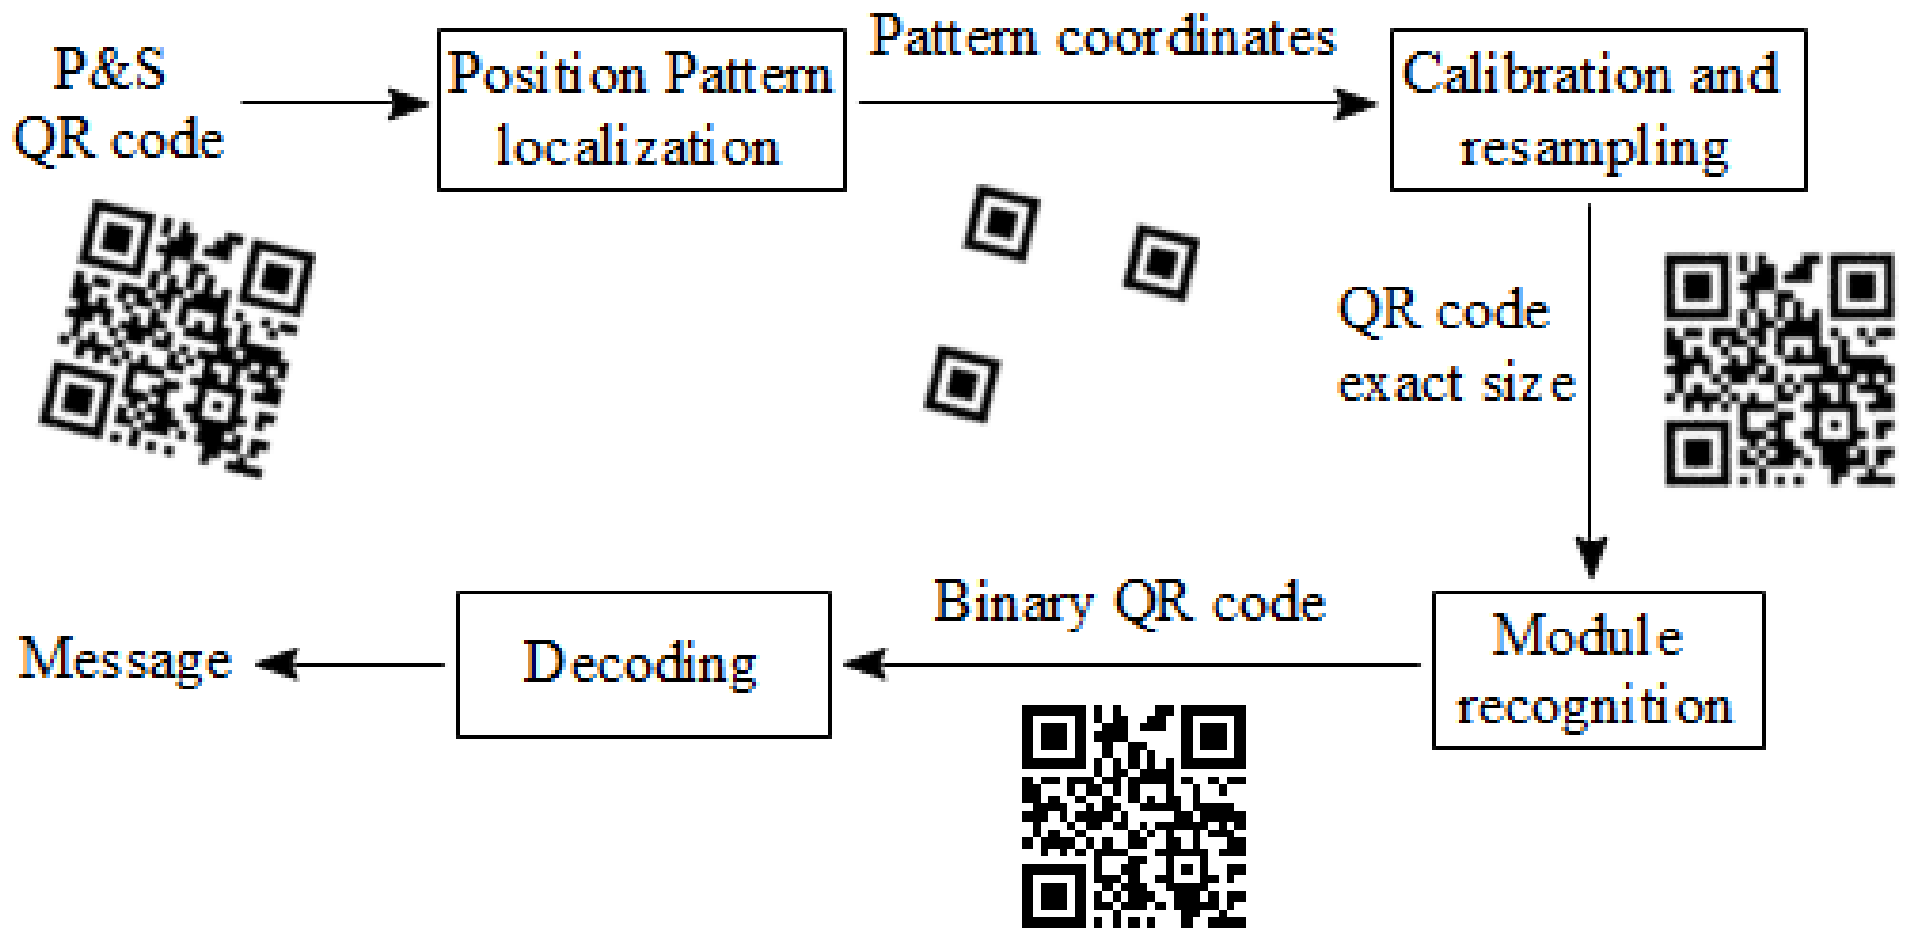 P&S
QR code
Position Pattern
localization
Pattern coordinates
Calibration and
resampling
QR code
exact size
Module
recognition
Binary QR code
Decoding
Message